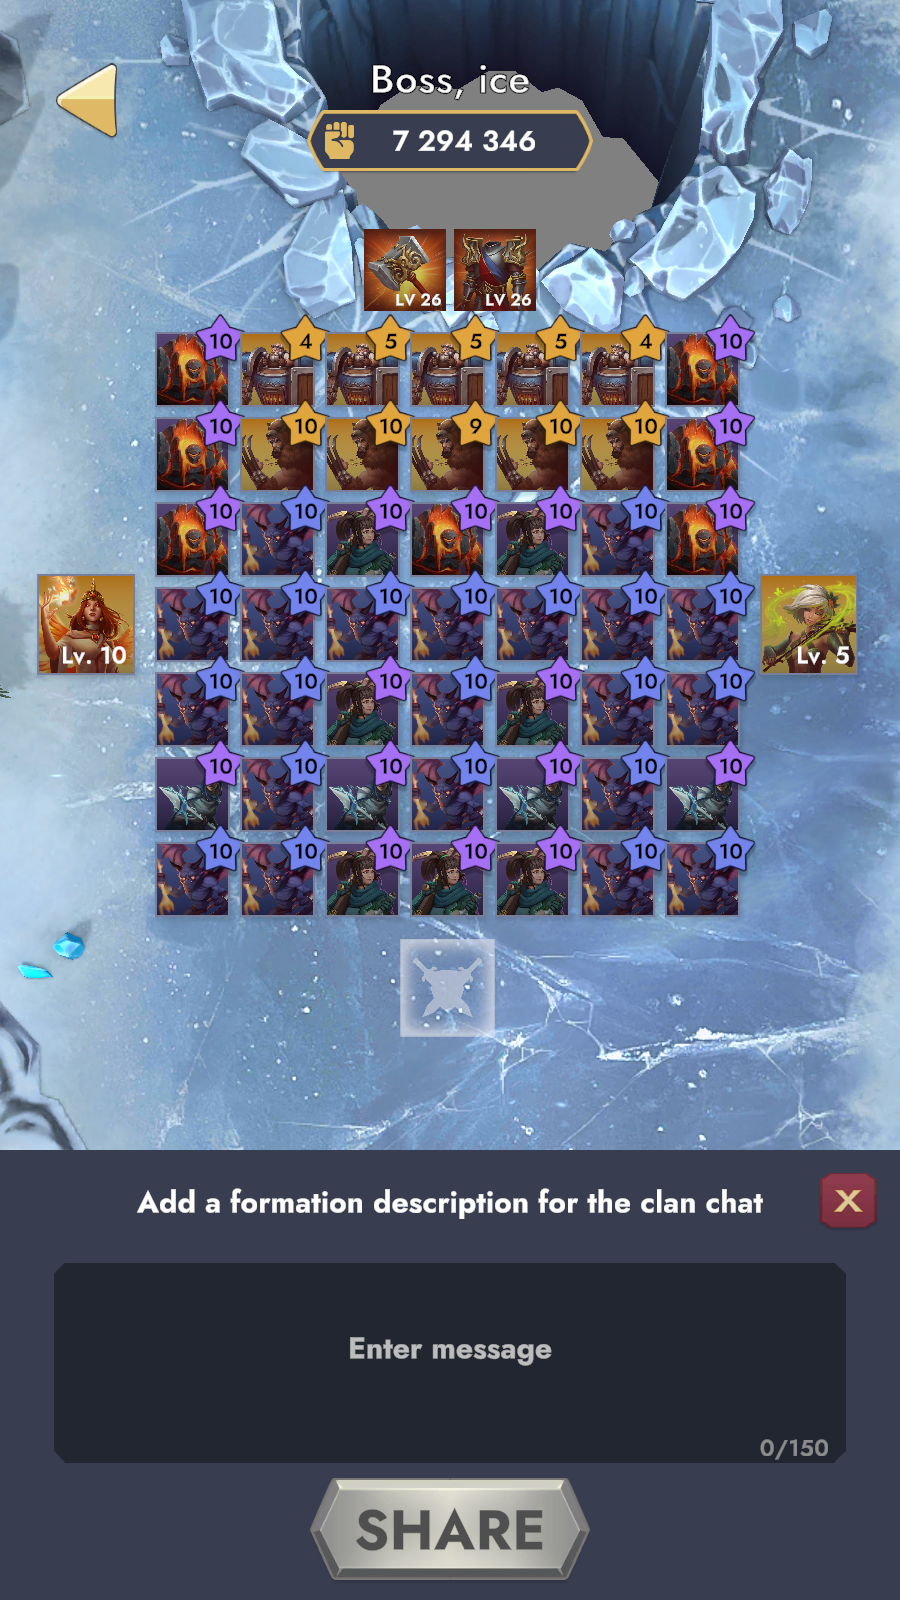 Boss, ice
7 294 346
LV 26 LV 26
10 4 5 5 5 4 10
10 10 10 9 10 10 10
10 10 10 10 10 10 10
10 10 10 10 10 10 10
Lv. 10 Lv. 5
10 10 10 10 10 10 10
10 10 10 10 10 10 10
10 10 10 10 10 10 10
Add a formation description for the clan chat
X
Enter message
0/150
SHARE